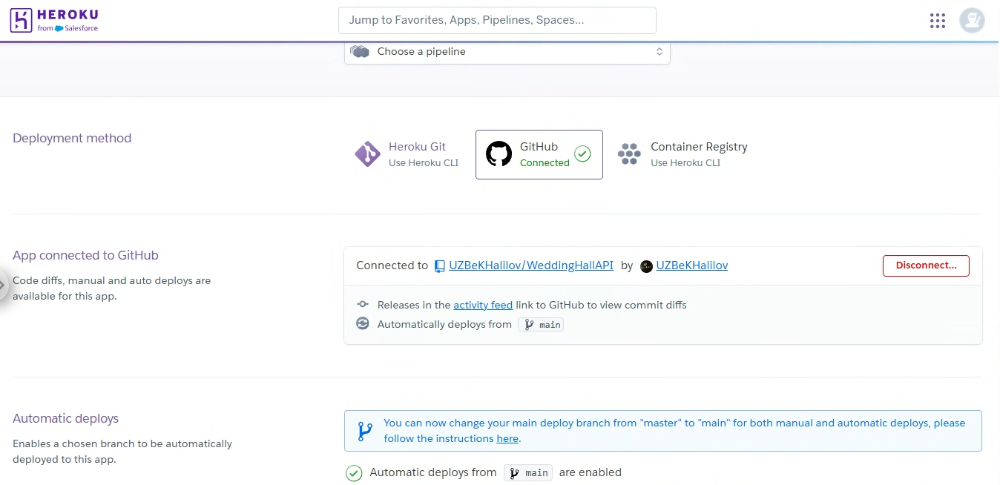 HEROKU
from Salesforce
Jump to Favorites, Apps, Pipelines, Spaces...
Choose a pipeline
Deployment method
Heroku Git
Use Heroku CLI
GitHub
Connected
Container Registry
Use Heroku CLI
App connected to GitHub
Code diffs, manual and auto deploys are
available for this app.
Connected to UZBeKHalilov/WeddingHallAPI by UZBeKHalilov
Disconnect...
Releases in the activity feed link to GitHub to view commit diffs
Automatically deploys from main
Automatic deploys
Enables a chosen branch to be automatically
deployed to this app.
You can now change your main deploy branch from "master" to "main" for both manual and automatic deploys, please
follow the instructions here.
Automatic deploys from main are enabled